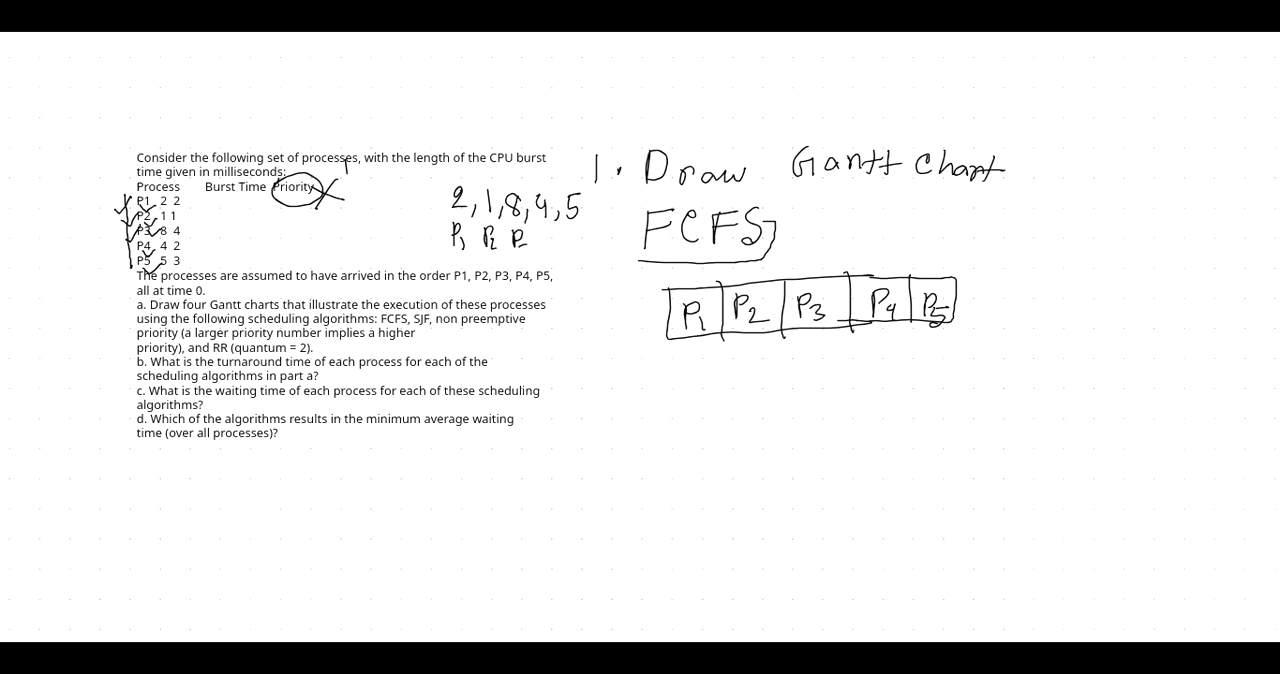 Consider the following set of processes, with the length of the CPU burst
time given in milliseconds:
Process Burst Time Priority
P1 2 2
P2 1 1
P3 8 4
P4 4 2
P5 5 3
The processes are assumed to have arrived in the order P1, P2, P3, P4, P5,
all at time 0.
a. Draw four Gantt charts that illustrate the execution of these processes
using the following scheduling algorithms: FCFS, SJF, non preemptive
priority (a larger priority number implies a higher
priority), and RR (quantum = 2).
b. What is the turnaround time of each process for each of the
scheduling algorithms in part a?
c. What is the waiting time of each process for each of these scheduling
algorithms?
d. Which of the algorithms results in the minimum average waiting
time (over all processes)?
2, 1, 8, 4, 5
P1 P2 P
1. Draw Gantt Chart
FCFS
P1 P2 P3 P4 P5